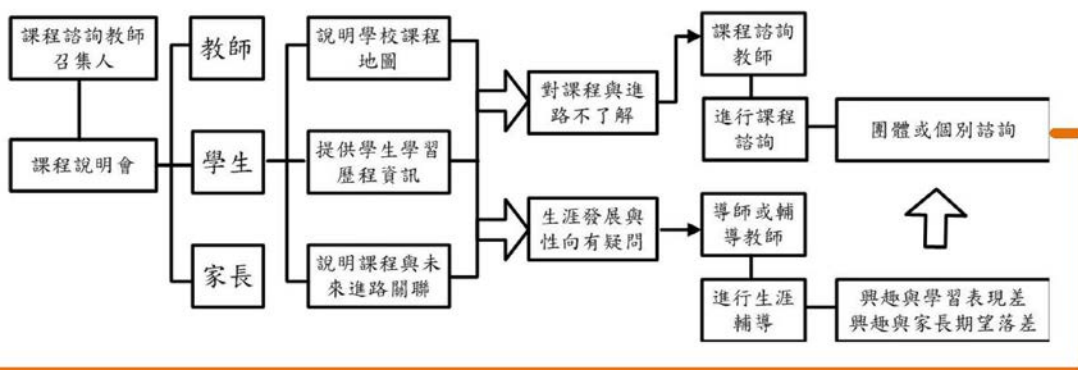 課程諮詢教師
召集人
課程說明會
教師
學生
家長
說明學校課程
地圖
提供學生學習
歷程資訊
說明課程與未
來進路關聯
對課程與進
路不了解
生涯發展與
性向有疑問
課程諮詢
教師
進行課程
諮詢
團體或個別諮詢
導師或輔
導教師
進行生涯
輔導
興趣與學習表現差
興趣與家長期望落差